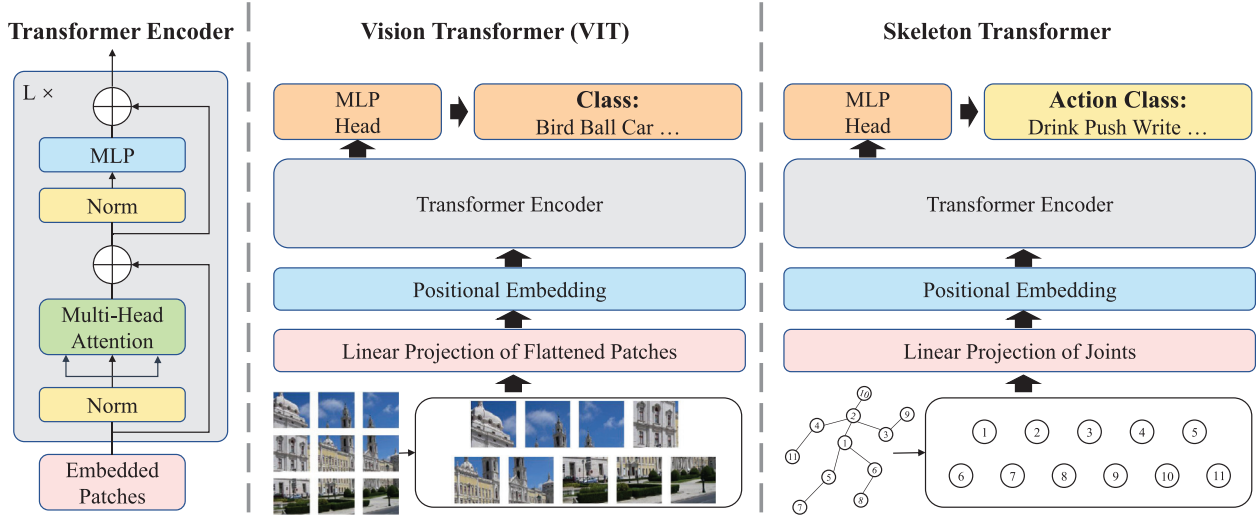 Transformer Encoder
L ×
MLP
Norm
Multi-Head
Attention
Norm
Embedded
Patches
Vision Transformer (VIT)
MLP
Head
Class:
Bird Ball Car ...
Transformer Encoder
Positional Embedding
Linear Projection of Flattened Patches
Skeleton Transformer
MLP
Head
Action Class:
Drink Push Write ...
Transformer Encoder
Positional Embedding
Linear Projection of Joints
10
2
9
4
3
1
11
6
5
8
7
1 2 3 4 5
6 7 8 9 10 11